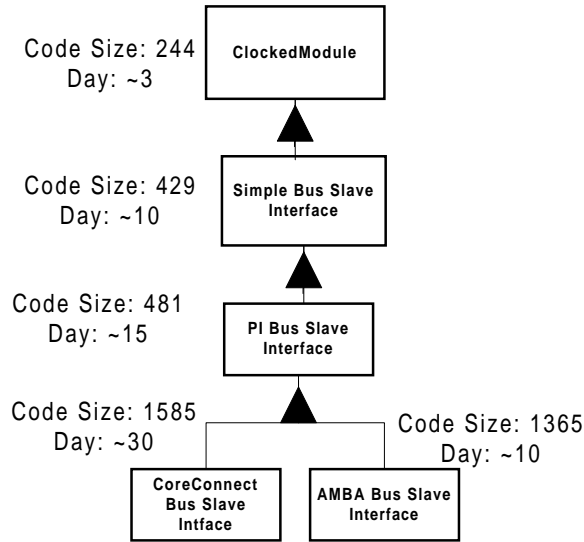 Code Size: 244
Day: ~3
ClockedModule
Code Size: 429
Day: ~10
Simple Bus Slave
Interface
Code Size: 481
Day: ~15
PI Bus Slave
Interface
Code Size: 1585
Day: ~30
Code Size: 1365
Day: ~10
CoreConnect
Bus Slave
Intface
AMBA Bus Slave
Interface